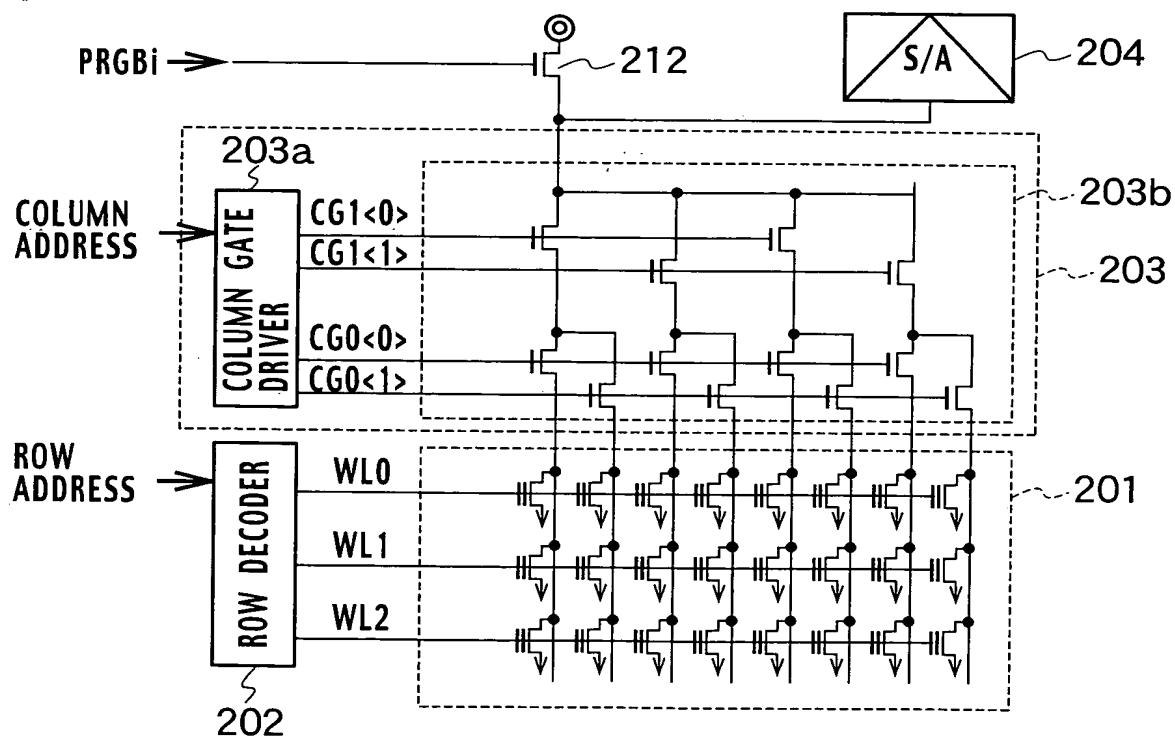 PRGBi
212
S/A
204
203a
COLUMN
ADDRESS
COLUMN GATE
DRIVER
CG1<0>
CG1<1>
CG0<0>
CG0<1>
203b
203
ROW
ADDRESS
ROW DECODER
WL0
WL1
WL2
201
202